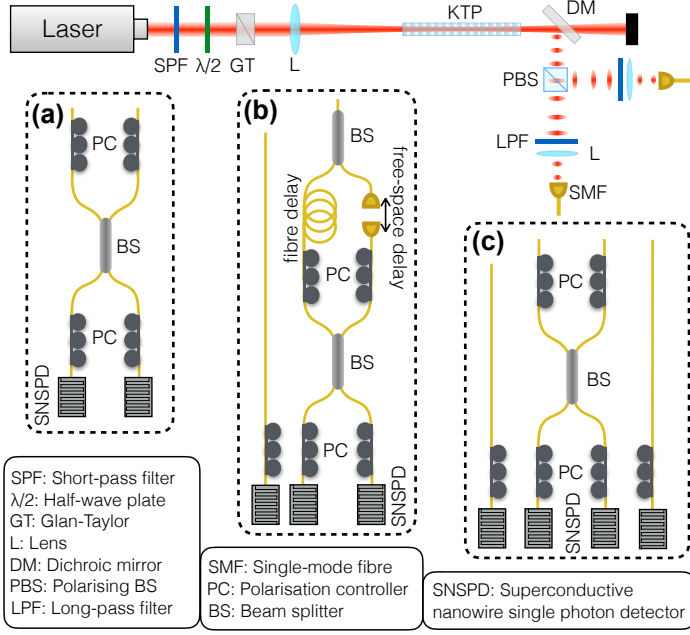 Laser
SPF
λ/2
GT
L
KTP
DM
PBS
LPF
L
SMF
(a)
PC
BS
PC
SNSPD
(b)
BS
fibre delay
free-space delay
PC
BS
PC
SNSPD
(c)
PC
BS
PC
SNSPD
SPF: Short-pass filter
λ/2: Half-wave plate
GT: Glan-Taylor
L: Lens
DM: Dichroic mirror
PBS: Polarising BS
LPF: Long-pass filter
SMF: Single-mode fibre
PC: Polarisation controller
BS: Beam splitter
SNSPD: Superconductive
nanowire single photon detector